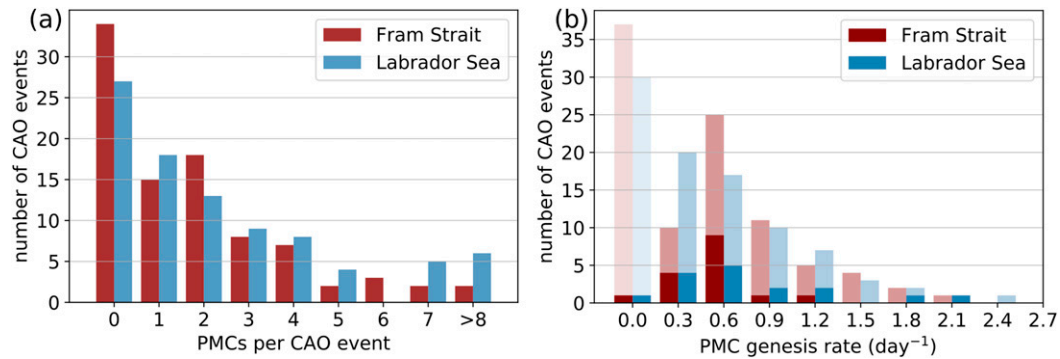 (a)
number of CAO events
30
25
20
15
10
5
0
Fram Strait
Labrador Sea
0 1 2 3 4 5 6 7 >8
PMCs per CAO event
(b)
number of CAO events
35
30
25
20
15
10
5
0
Fram Strait
Labrador Sea
0.0 0.3 0.6 0.9 1.2 1.5 1.8 2.1 2.4 2.7
PMC genesis rate (day⁻¹)